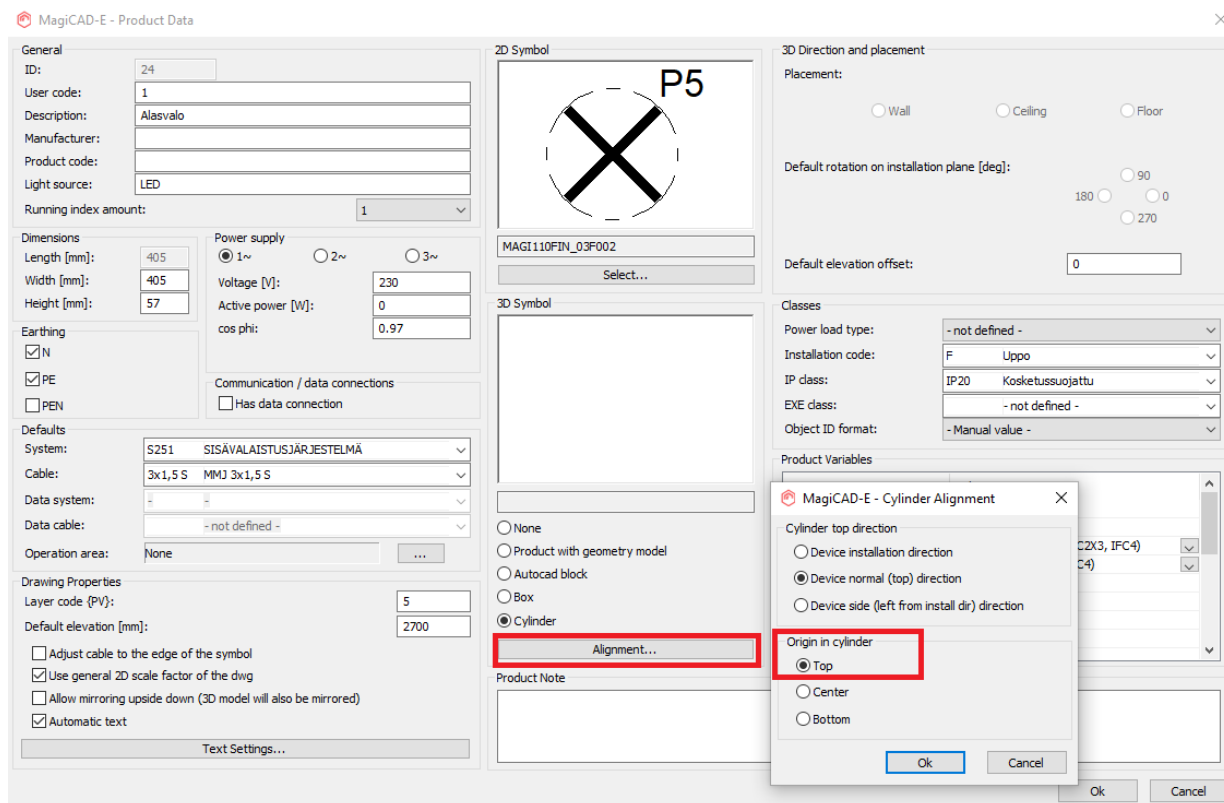 MagiCAD-E - Product Data
General
ID: 24
User code: 1
Description: Alasvalo
Manufacturer:
Product code:
Light source: LED
Running index amount: 1
Dimensions
Length [mm]: 405
Width [mm]: 405
Height [mm]: 57
Power supply
1~ 2~ 3~
Voltage [V]: 230
Active power [W]: 0
cos phi: 0.97
Earthing
N
PE
PEN
Communication / data connections
Has data connection
Defaults
System: S251 SISÄVALAISTUSJÄRJESTELMÄ
Cable: 3x1,5 S MMJ 3x1,5 S
Data system: - -
Data cable: - not defined -
Operation area: None ...
Drawing Properties
Layer code {PV}: 5
Default elevation [mm]: 2700
Adjust cable to the edge of the symbol
Use general 2D scale factor of the dwg
Allow mirroring upside down (3D model will also be mirrored)
Automatic text
Text Settings...
2D Symbol
P5
MAGI110FIN_03F002
Select...
3D Symbol
None
Product with geometry model
Autocad block
Box
Cylinder
Alignment...
Product Note
3D Direction and placement
Placement:
Wall Ceiling Floor
Default rotation on installation plane [deg]:
90
180 0
270
Default elevation offset: 0
Classes
Power load type: - not defined -
Installation code: F Uppo
IP class: IP20 Kosketussuojattu
EXE class: - not defined -
Object ID format: - Manual value -
Product Variables
C2X3, IFC4)
C4)
MagiCAD-E - Cylinder Alignment
Cylinder top direction
Device installation direction
Device normal (top) direction
Device side (left from install dir) direction
Origin in cylinder
Top
Center
Bottom
Ok Cancel
Ok Cancel